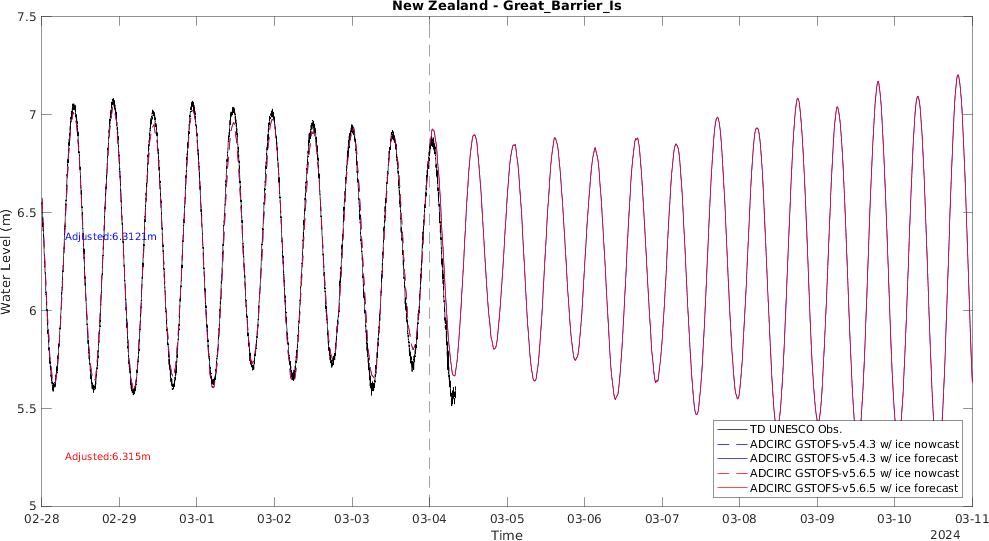 New Zealand - Great_Barrier_Is
7.5
7
6.5
6
5.5
5
Water Level (m)
Adjusted:6.3121m
Adjusted:6.315m
TD UNESCO Obs.
ADCIRC GSTOFS-v5.4.3 w/ ice nowcast
ADCIRC GSTOFS-v5.4.3 w/ ice forecast
ADCIRC GSTOFS-v5.6.5 w/ ice nowcast
ADCIRC GSTOFS-v5.6.5 w/ ice forecast
02-28 02-29 03-01 03-02 03-03 03-04 03-05 03-06 03-07 03-08 03-09 03-10 03-11
Time
2024